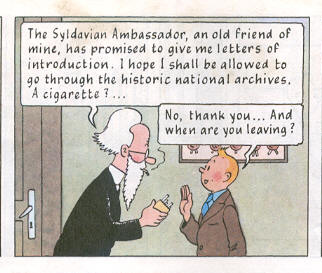 The Syldavian Ambassador, an old friend of
mine, has promised to give me letters of
introduction. I hope I shall be allowed to
go through the historic national archives.
A cigarette?...
No, thank you... And
when are you leaving?